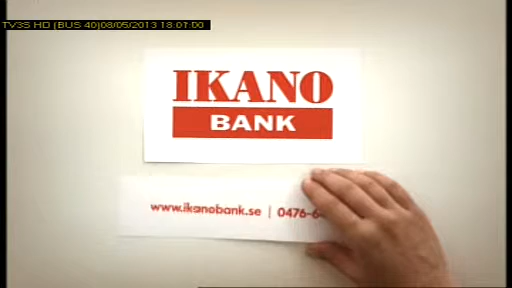 TV3S HD (BUS 40)08/05/2013 18:07:00
IKANO
BANK
www.ikanobank.se | 0476-6